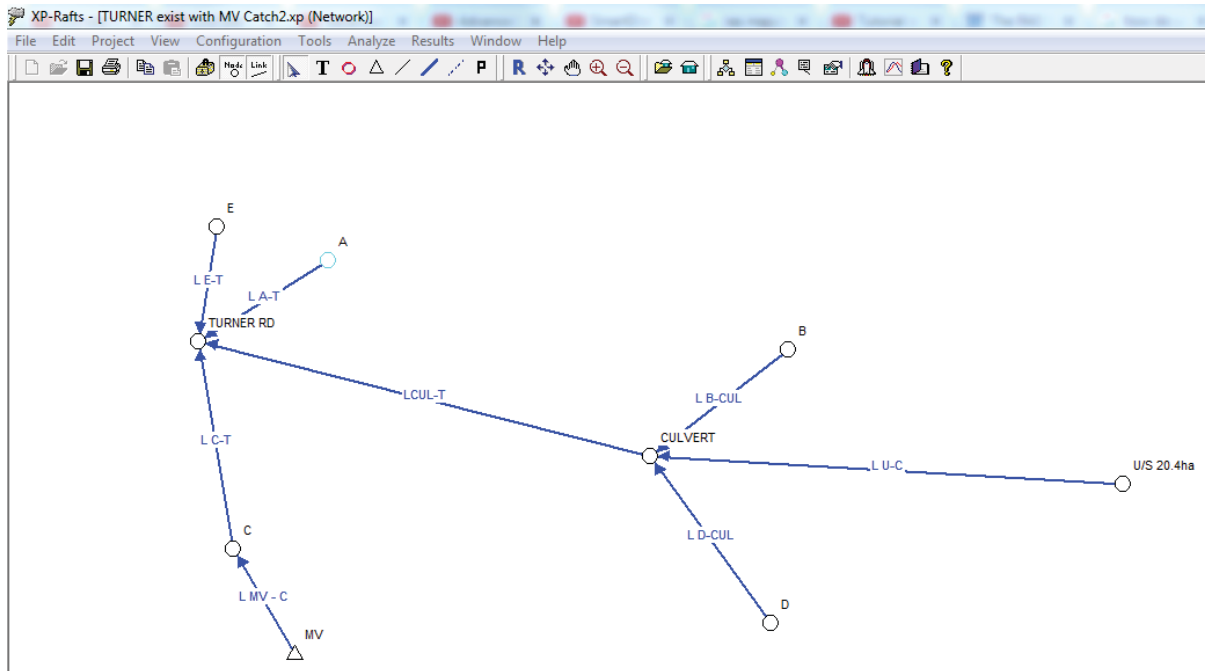 XP-Rafts - [TURNER exist with MV Catch2.xp (Network)]
File Edit Project View Configuration Tools Analyze Results Window Help
Node Link T P R ?
E
A
L E-T
L A-T
TURNER RD
B
LCUL-T
L B-CUL
CULVERT
L C-T
L U-C
U/S 20.4ha
L D-CUL
C
L MV - C
D
MV